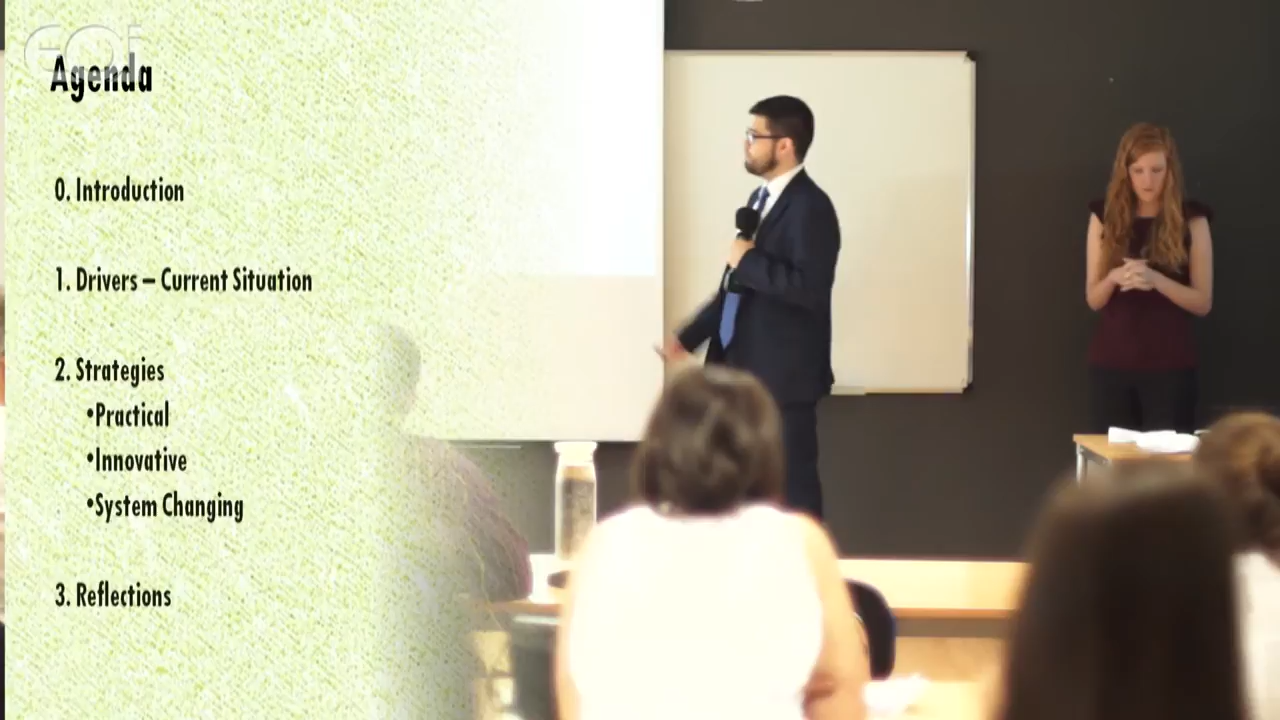 Agenda
0. Introduction
1. Drivers – Current Situation
2. Strategies
•Practical
•Innovative
•System Changing
3. Reflections